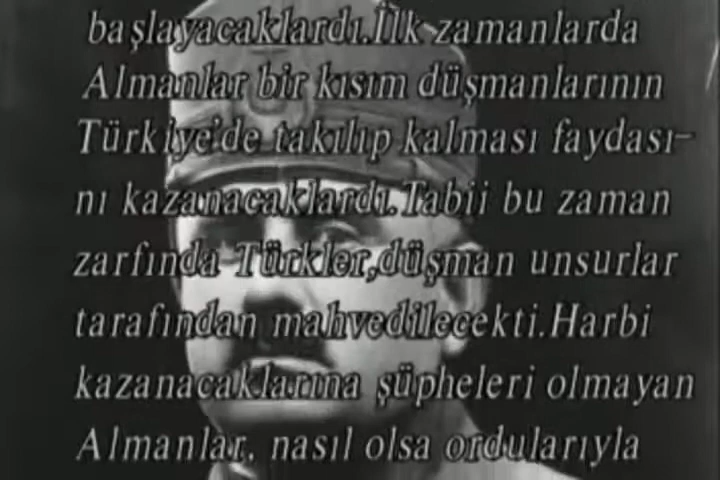 başlayacaklardı.İlk zamanlarda
Almanlar bir kısım düşmanlarının
Türkiye'de takılıp kalması faydası-
nı kazanacaklardı.Tabii bu zaman
zarfında Türkler,düşman unsurlar
tarafından mahvedilecekti.Harbi
kazanacaklarına şüpheleri olmayan
Almanlar, nasıl olsa ordularıyla